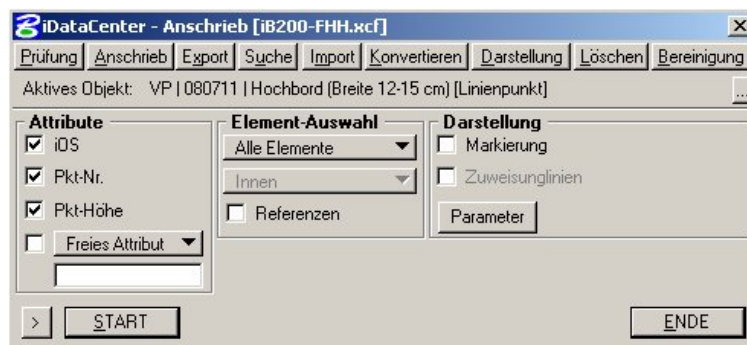 iDataCenter - Anschrieb [iB200-FHH.xcf]
Prüfung Anschrieb Export Suche Import Konvertieren Darstellung Löschen Bereinigung
Aktives Objekt: VP | 080711 | Hochbord (Breite 12-15 cm) [Linienpunkt] ...
Attribute Element-Auswahl Darstellung
iOS Alle Elemente Markierung
Pkt-Nr. Innen Zuweisunglinien
Pkt-Höhe Referenzen Parameter
Freies Attribut
> START ENDE